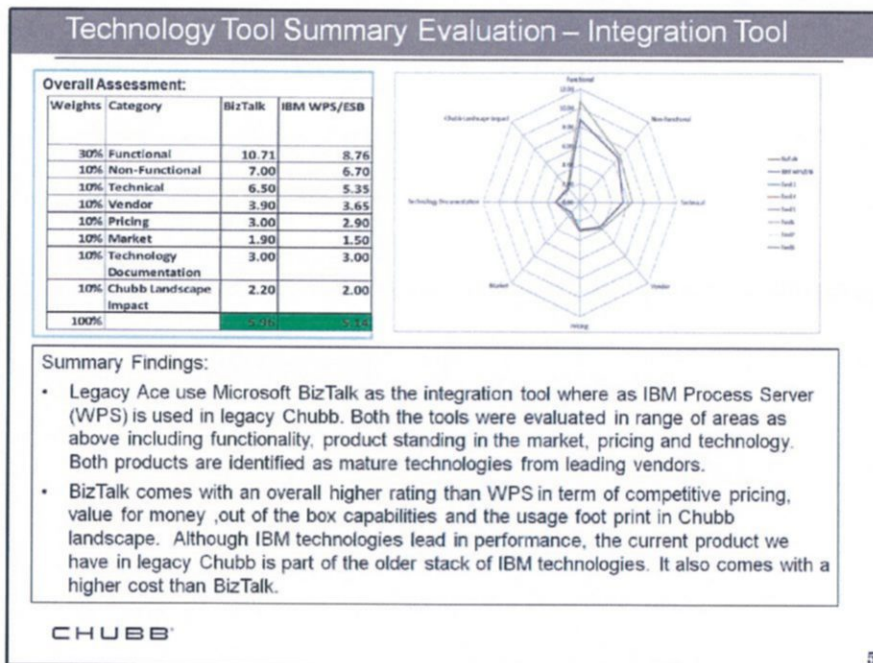 Technology Tool Summary Evaluation – Integration Tool
Overall Assessment:
Weights Category BizTalk IBM WPS/ESB
30% Functional 10.71 8.76
10% Non-Functional 7.00 6.70
10% Technical 6.50 5.35
10% Vendor 3.90 3.65
10% Pricing 3.00 2.90
10% Market 1.90 1.50
10% Technology 3.00 3.00
Documentation
10% Chubb Landscape 2.20 2.00
Impact
100% 5.96 5.14
Functional
Non-Functional
Technical
Vendor
Pricing
Market
Technology Documentation
Chubb Landscape Impact
Summary Findings:
• Legacy Ace use Microsoft BizTalk as the integration tool where as IBM Process Server
(WPS) is used in legacy Chubb. Both the tools were evaluated in range of areas as
above including functionality, product standing in the market, pricing and technology.
Both products are identified as mature technologies from leading vendors.
• BizTalk comes with an overall higher rating than WPS in term of competitive pricing,
value for money ,out of the box capabilities and the usage foot print in Chubb
landscape. Although IBM technologies lead in performance, the current product we
have in legacy Chubb is part of the older stack of IBM technologies. It also comes with a
higher cost than BizTalk.
CHUBB
5